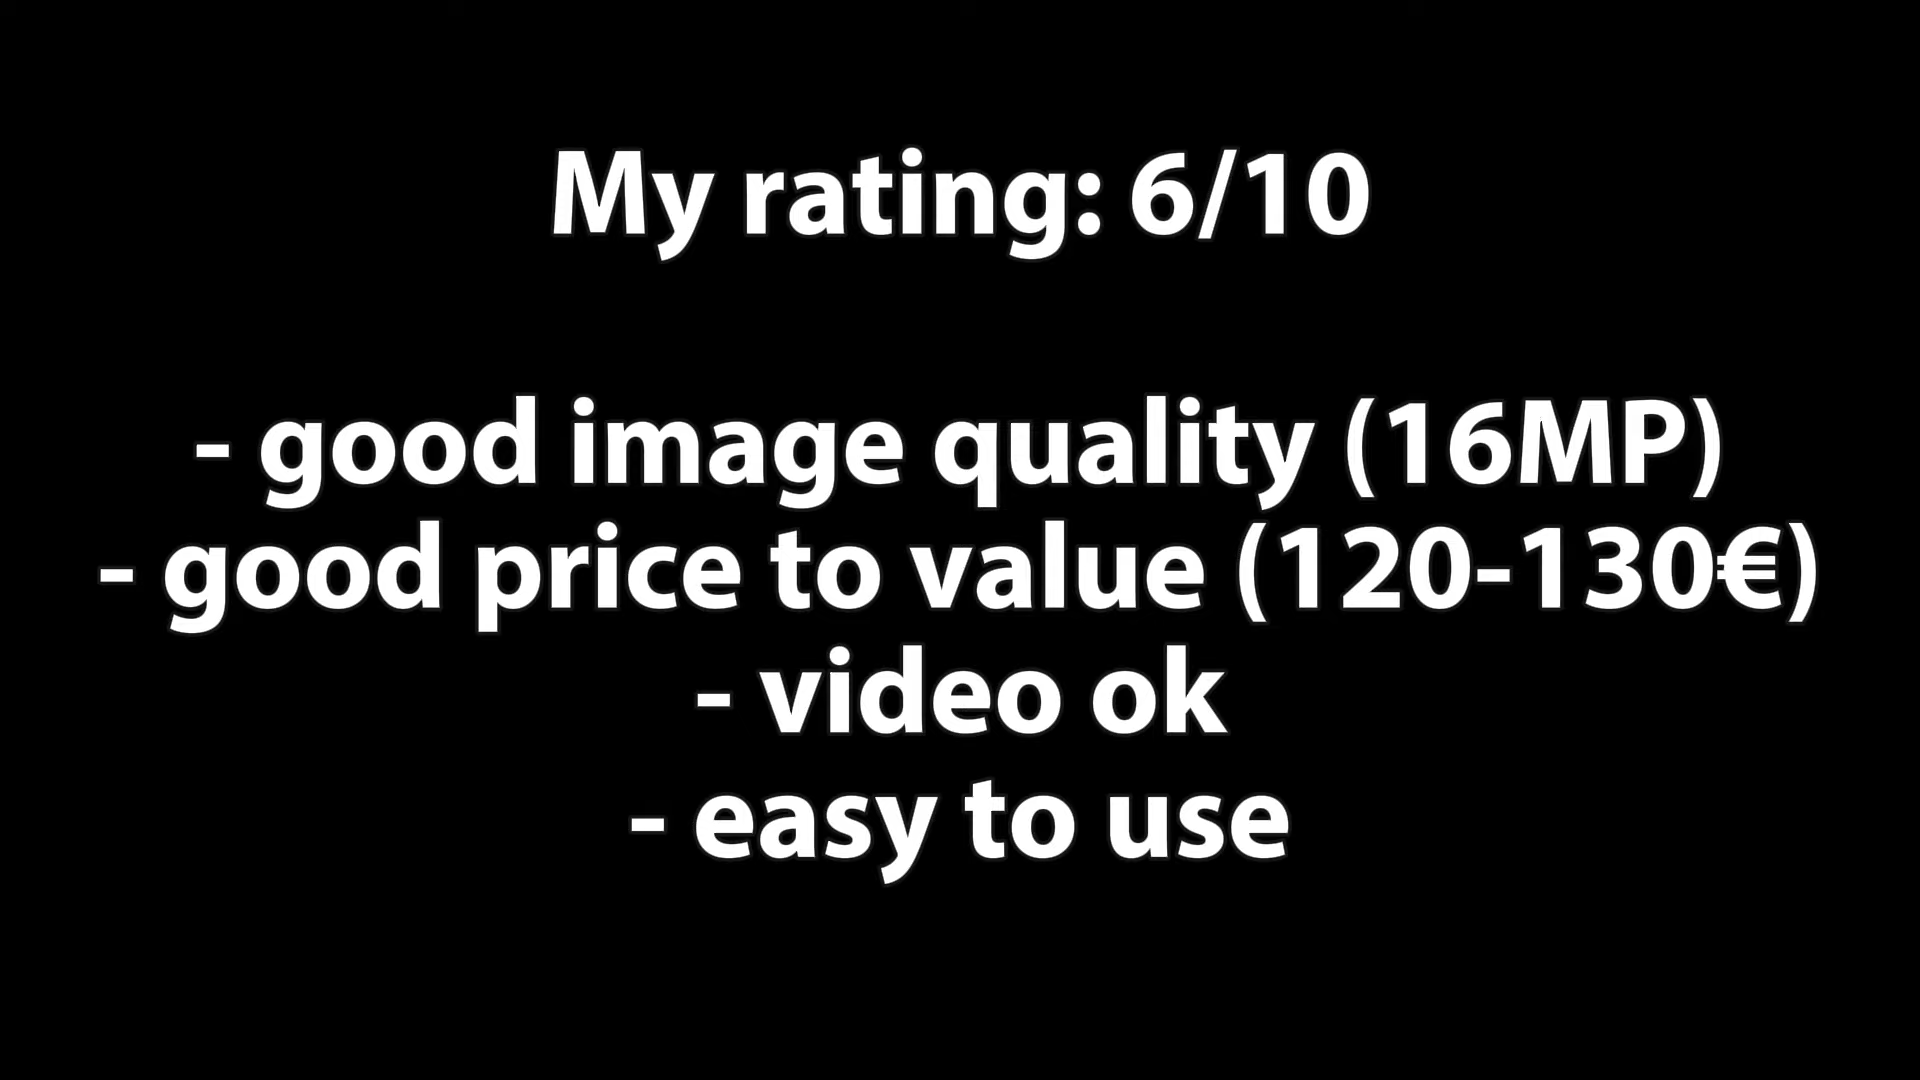 My rating: 6/10
- good image quality (16MP)
- good price to value (120-130€)
- video ok
- easy to use